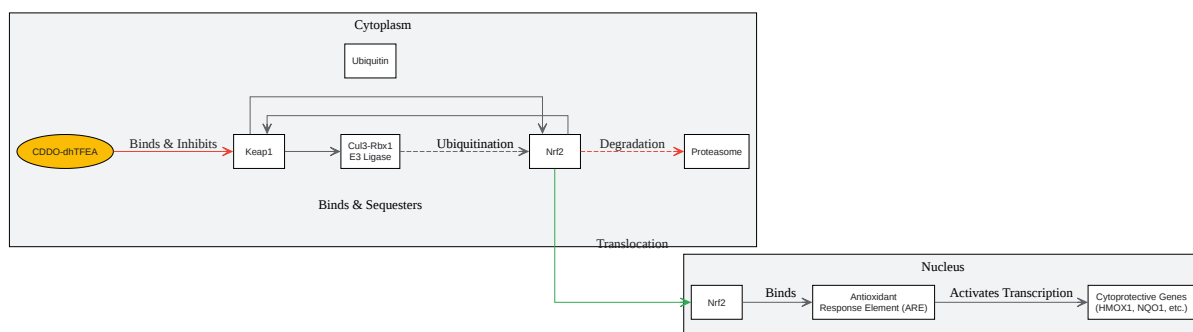 Cytoplasm
Ubiquitin
CDDO-dhTFEA
Binds & Inhibits
Keap1
Cul3-Rbx1
E3 Ligase
Ubiquitination
Nrf2
Degradation
Proteasome
Binds & Sequesters
Translocation
Nucleus
Nrf2
Binds
Antioxidant
Response Element (ARE)
Activates Transcription
Cytoprotective Genes
(HMOX1, NQO1, etc.)